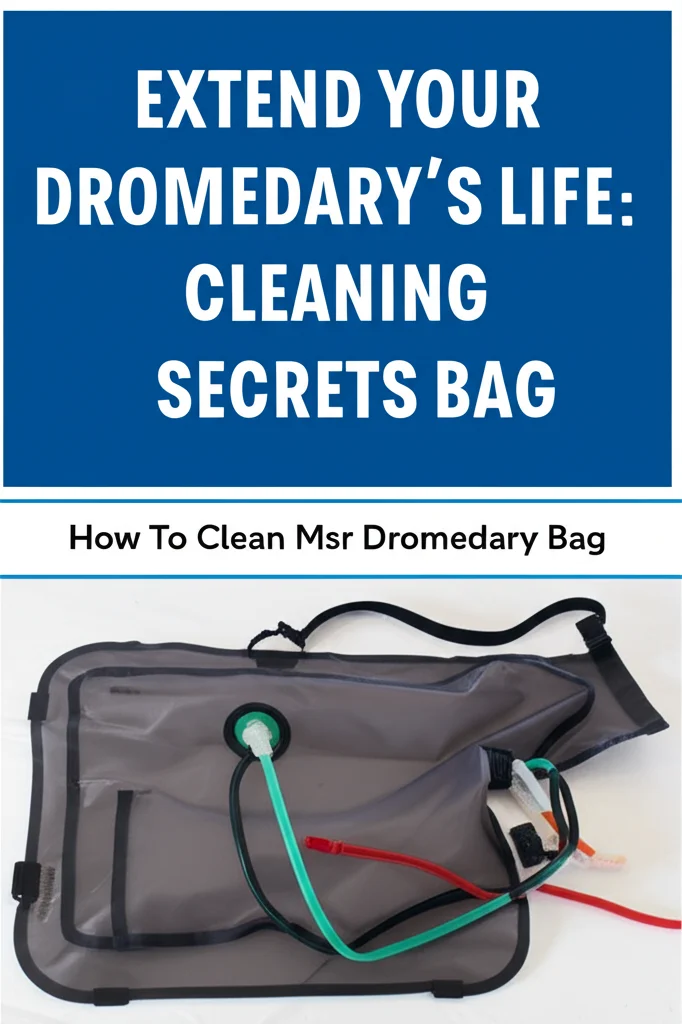 EXTEND YOUR
DROMEDARY'S LIFE:
CLEANING
SECRETS BAG
How To Clean Msr Dromedary Bag